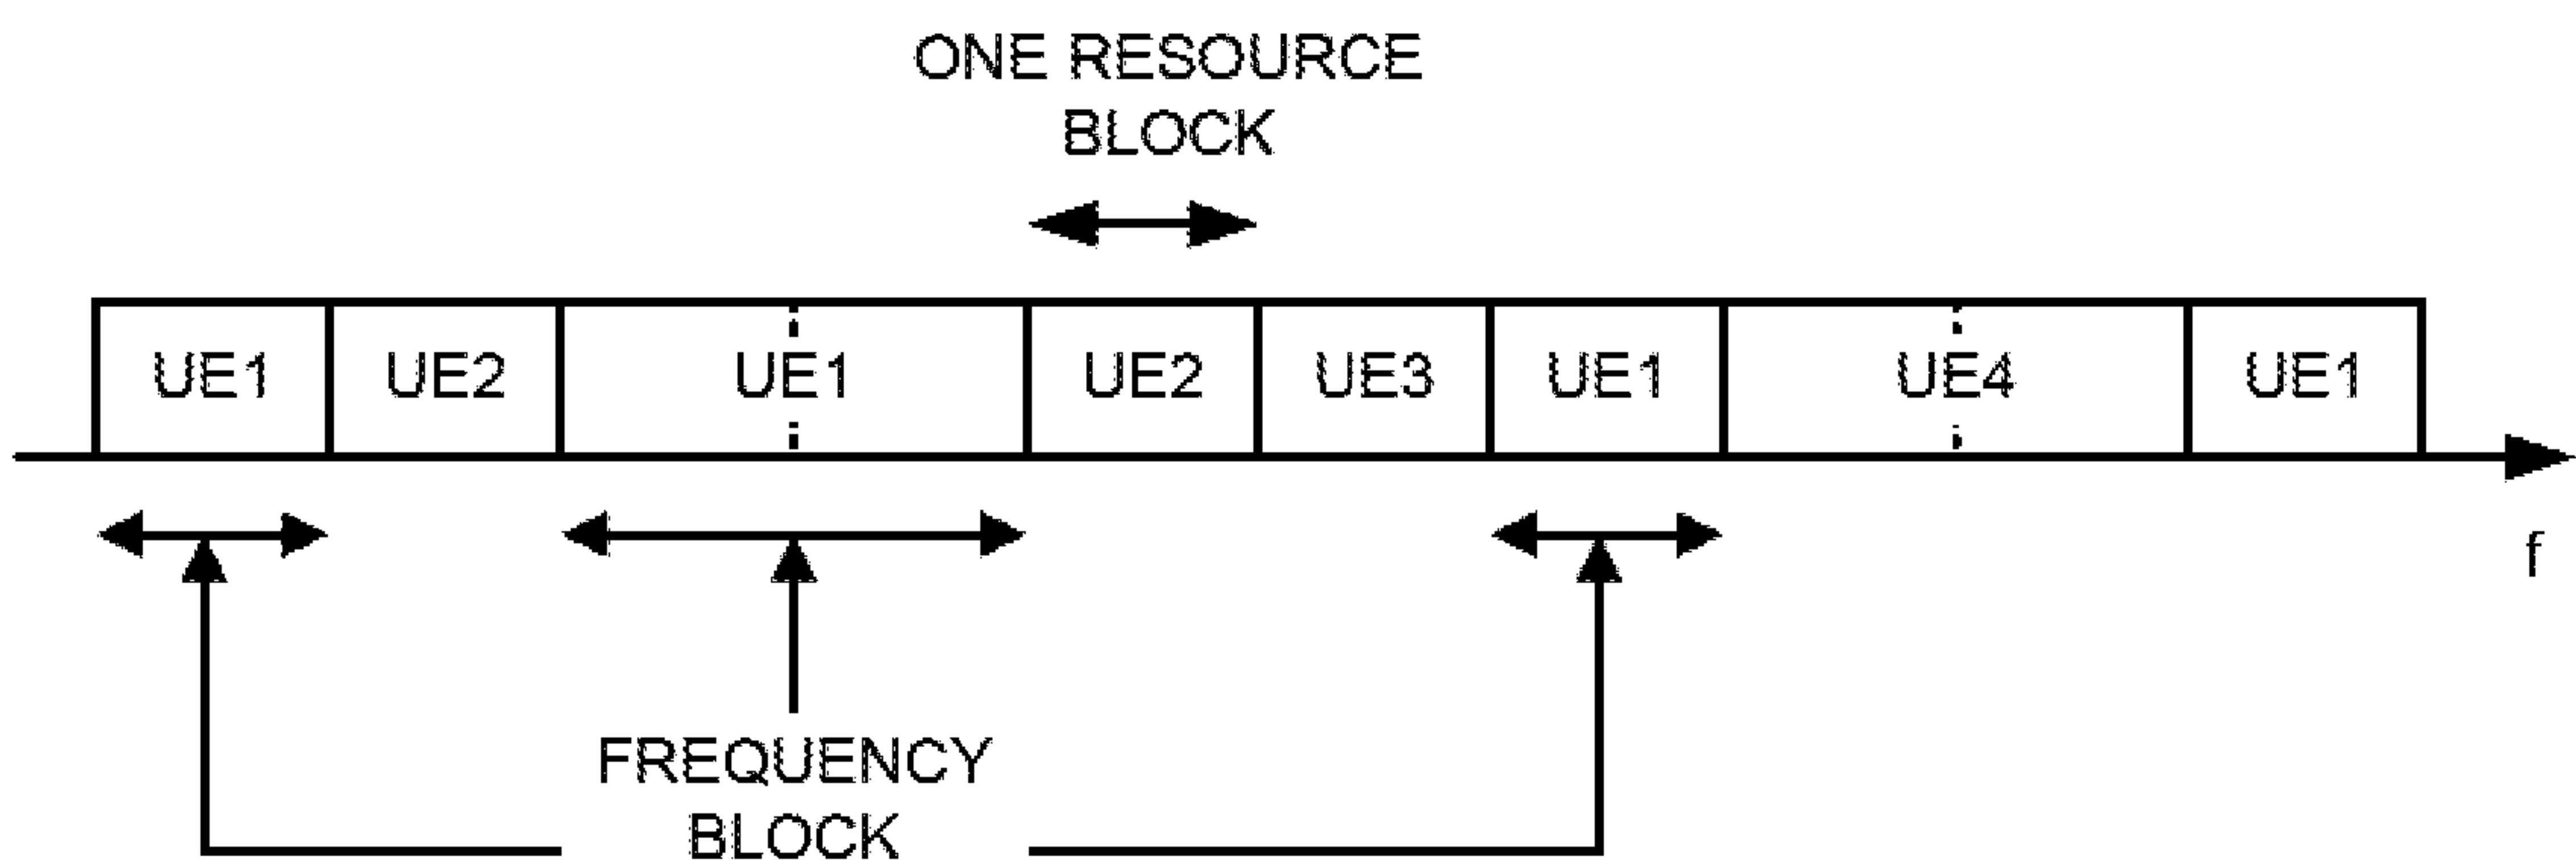 ONE RESOURCE
BLOCK
UE1 UE2 UE1 UE2 UE3 UE1 UE4 UE1
f
FREQUENCY
BLOCK